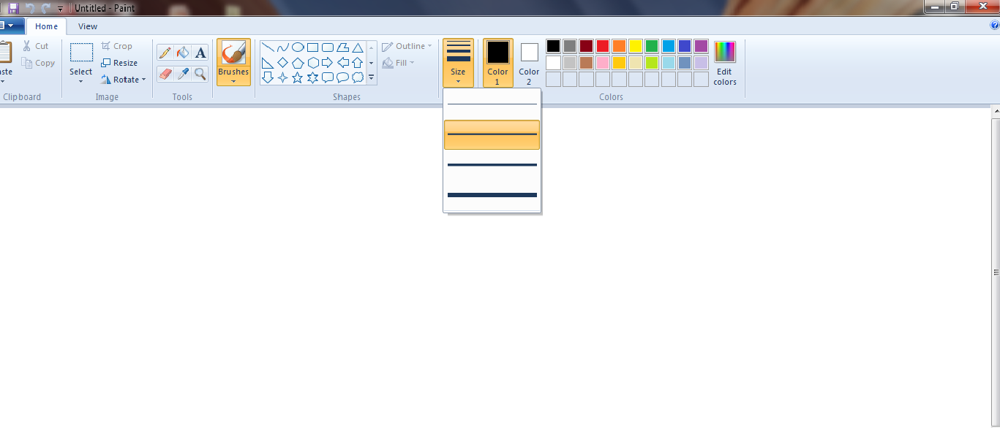 Untitled - Paint
Home View
Cut
Copy
Clipboard
Select
Crop
Resize
Rotate
Image
A
Tools
Brushes
Shapes
Outline
Fill
Size
Color 1
Color 2
Colors
Edit colors